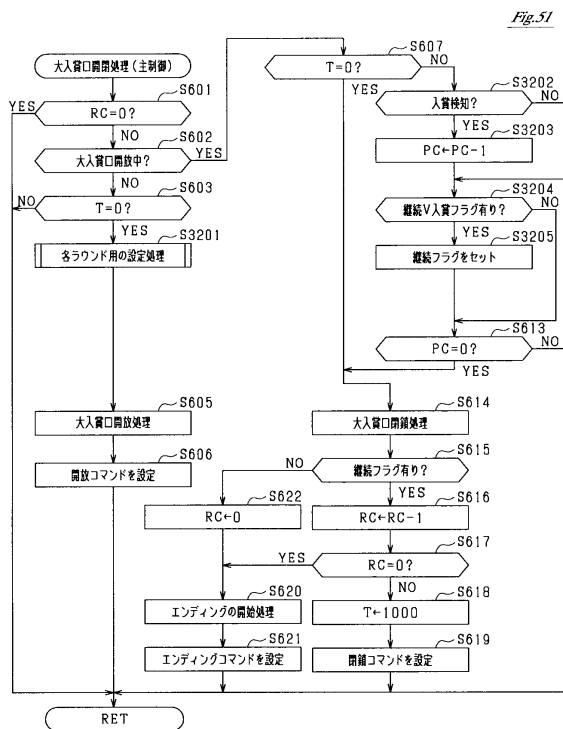 Fig.51
大入賞口開閉処理(主制御)
S601
YES
RC=0?
NO
S602
大入賞口開放中?
YES
NO
S603
NO
T=0?
YES
S3201
各ラウンド用の設定処理
S605
大入賞口開放処理
S606
開放コマンドを設定
RET
S607
T=0?
NO
YES
S3202
入賞検知?
NO
YES
S3203
PC←PC-1
S3204
継続V入賞フラグ有り?
NO
YES
S3205
継続フラグをセット
S613
PC=0?
NO
YES
S614
大入賞口閉鎖処理
S615
NO
継続フラグ有り?
YES
S622
RC←0
S616
RC←RC-1
S617
YES
RC=0?
NO
S620
エンディングの開始処理
S618
T←1000
S621
エンディングコマンドを設定
S619
閉鎖コマンドを設定